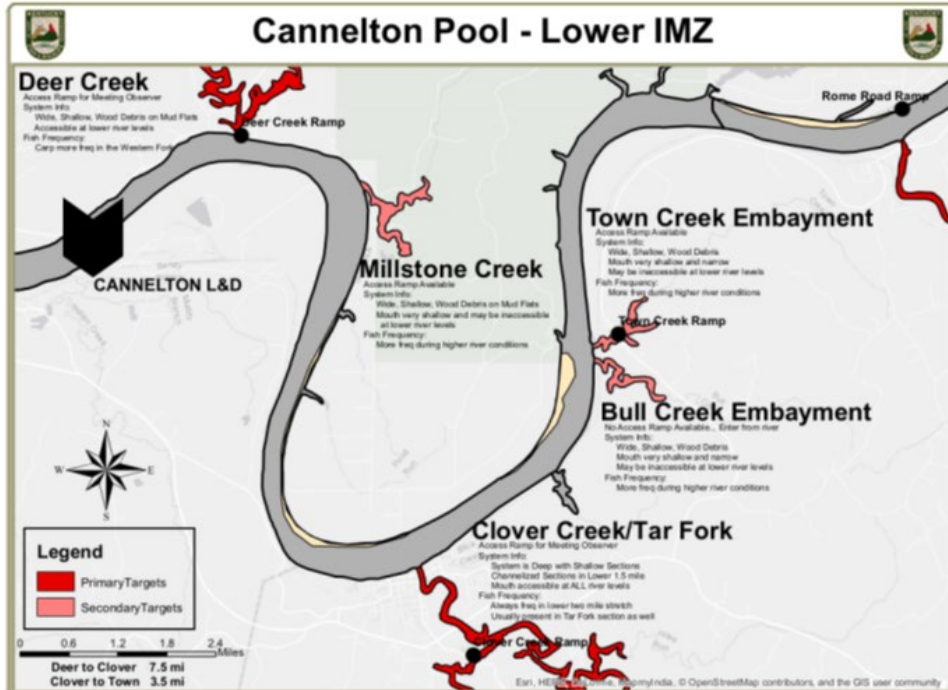 Cannelton Pool - Lower IMZ
Deer Creek
Access Ramp for Meeting Observer
System Info:
Wide, Shallow, Wood Debris on Mud Flats
Accessible at lower river levels
Fish Frequency:
Carp more freq in the Western Fork
Deer Creek Ramp
Rome Road Ramp
CANNELTON L&D
Millstone Creek
Access Ramp Available
System Info:
Wide, Shallow, Wood Debris on Mud Flats
Mouth very shallow and may be inaccessible
at lower river levels
Fish Frequency:
More freq during higher river conditions
Town Creek Embayment
Access Ramp Available
System Info:
Wide, Shallow, Wood Debris
Mouth very shallow and narrow
May be inaccessible at lower river levels
Fish Frequency:
More freq during higher river conditions
Town Creek Ramp
Bull Creek Embayment
No Access Ramp Available... Enter from river
System Info:
Wide, Shallow, Wood Debris
Mouth very shallow and narrow
May be inaccessible at lower river levels
Fish Frequency:
More freq during higher river conditions
Clover Creek/Tar Fork
Access Ramp for Meeting Observer
System Info:
System is Deep with Shallow Sections
Channelized Sections in Lower 1.5 mile
Mouth accessible at ALL river levels
Fish Frequency:
Always freq in lower two mile stretch
Usually present in Tar Fork section as well
Clover Creek Ramp
N
W E
S
Legend
PrimaryTargets
SecondaryTargets
0 0.6 1.2 1.8 2.4
Miles
Deer to Clover 7.5 mi
Clover to Town 3.5 mi
Esri, MapmyIndia, © OpenStreetMap contributors, and the GIS user community